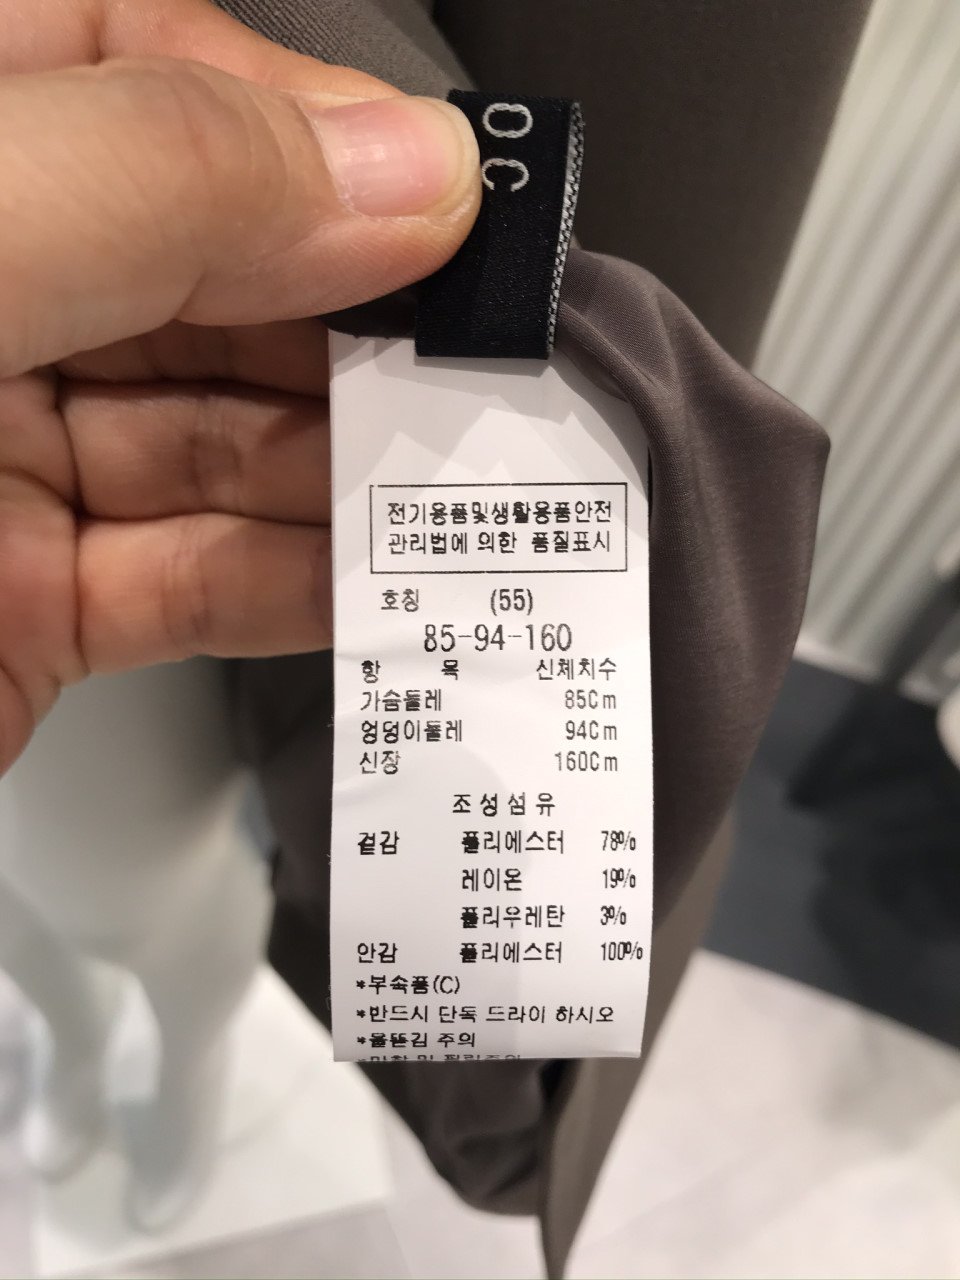 OC
전기용품및생활용품안전
관리법에 의한 품질표시
호칭 (55)
85-94-160
항 목 신체치수
가슴둘레 85Cm
엉덩이둘레 94Cm
신장 160Cm
조성섬유
겉감 폴리에스터 78%
레이온 19%
폴리우레탄 3%
안감 폴리에스터 100%
*부속품(C)
*반드시 단독 드라이 하시오
*올뜯김 주의